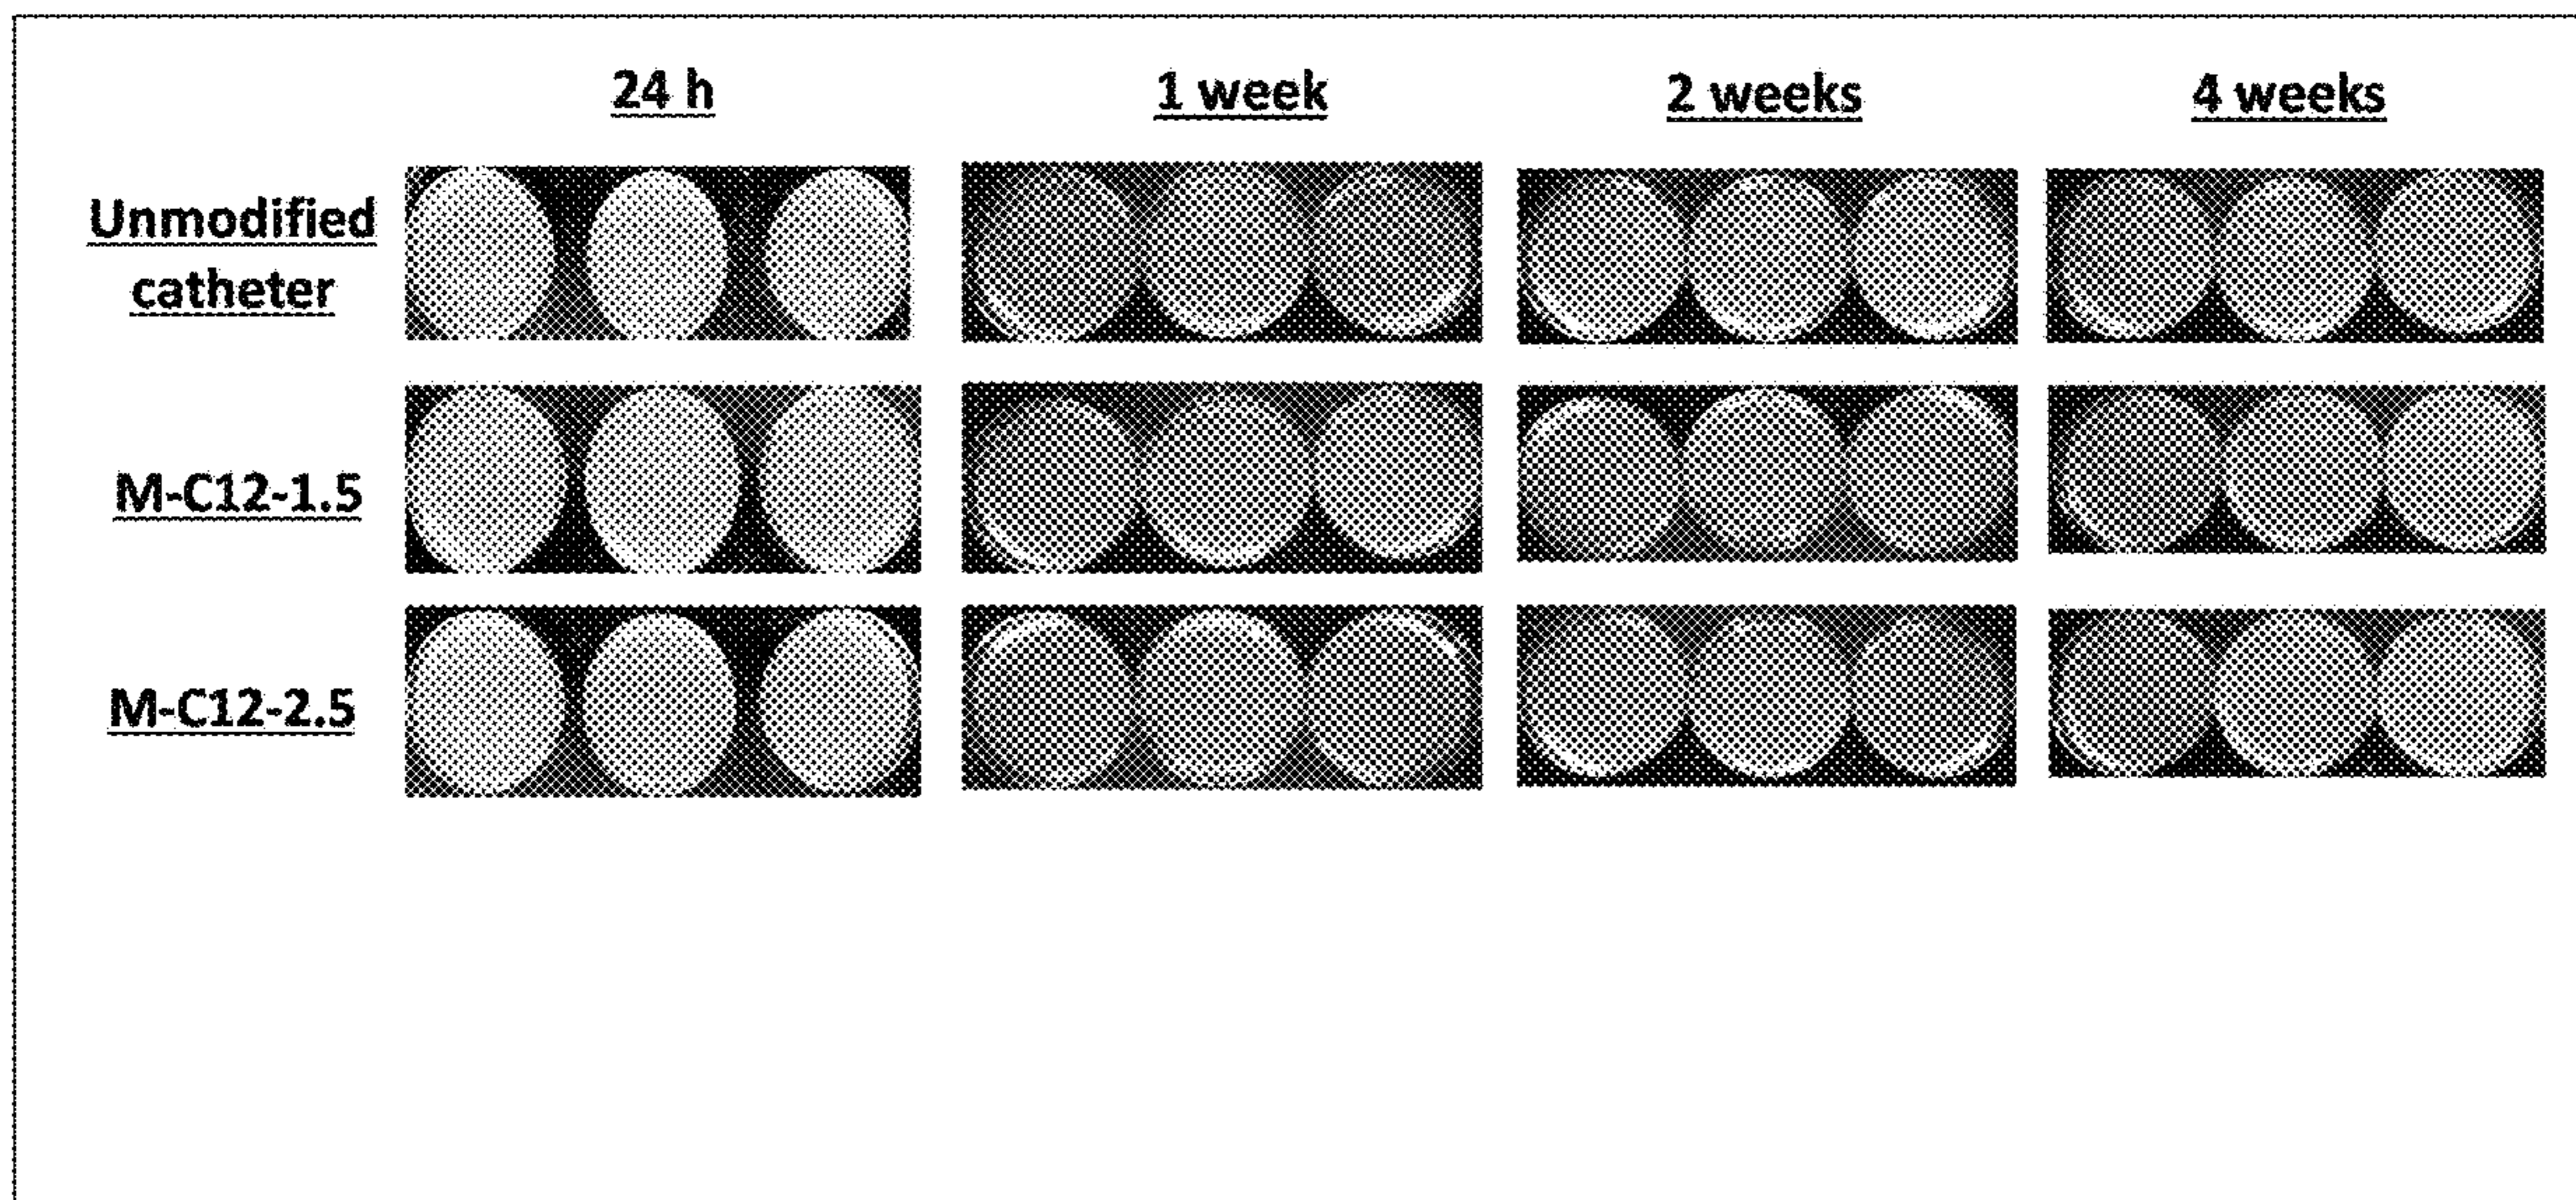 24 h
1 week
2 weeks
4 weeks
Unmodified
catheter
M-C12-1.5
M-C12-2.5